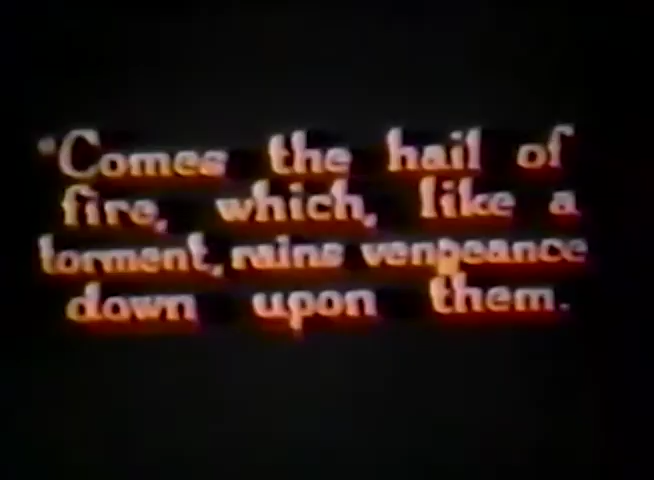 "Comes the hail of
fire, which, like a
torment, rains vengeance
down upon them.